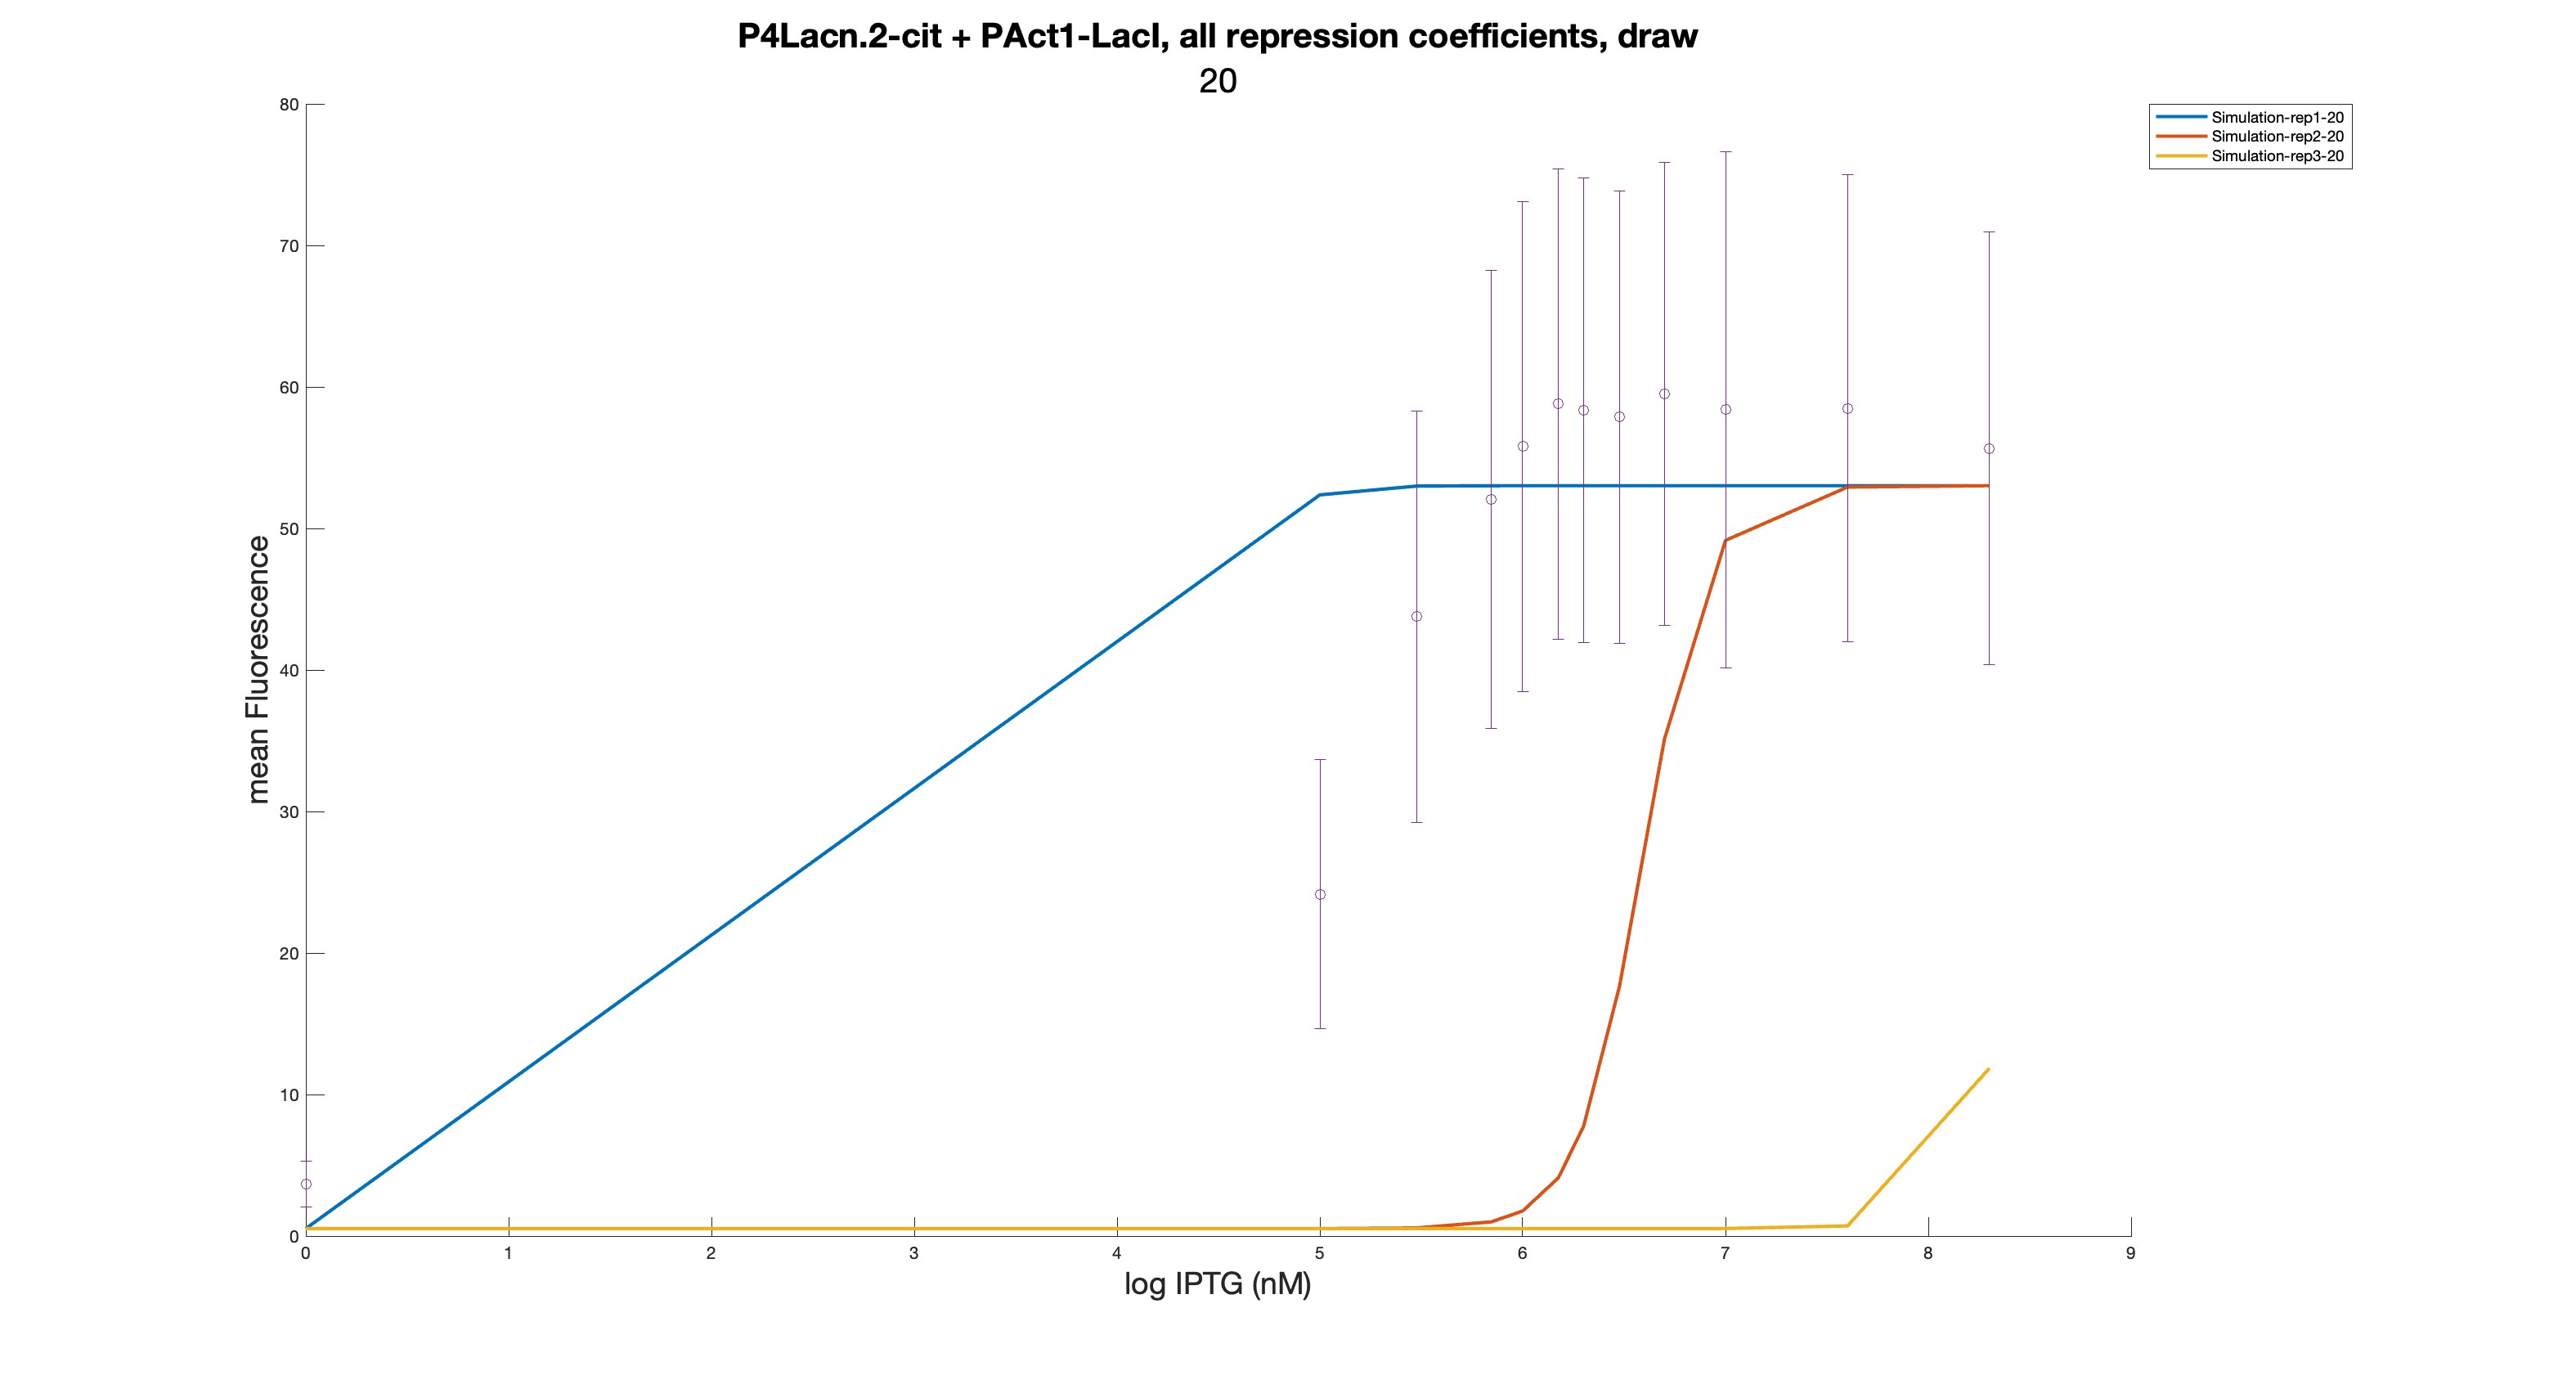 P4Lacn.2-cit + PAct1-LacI, all repression coefficients, draw
20
Simulation-rep1-20
Simulation-rep2-20
Simulation-rep3-20
mean Fluorescence
80
70
60
50
40
30
20
10
0
0 1 2 3 4 5 6 7 8 9
log IPTG (nM)